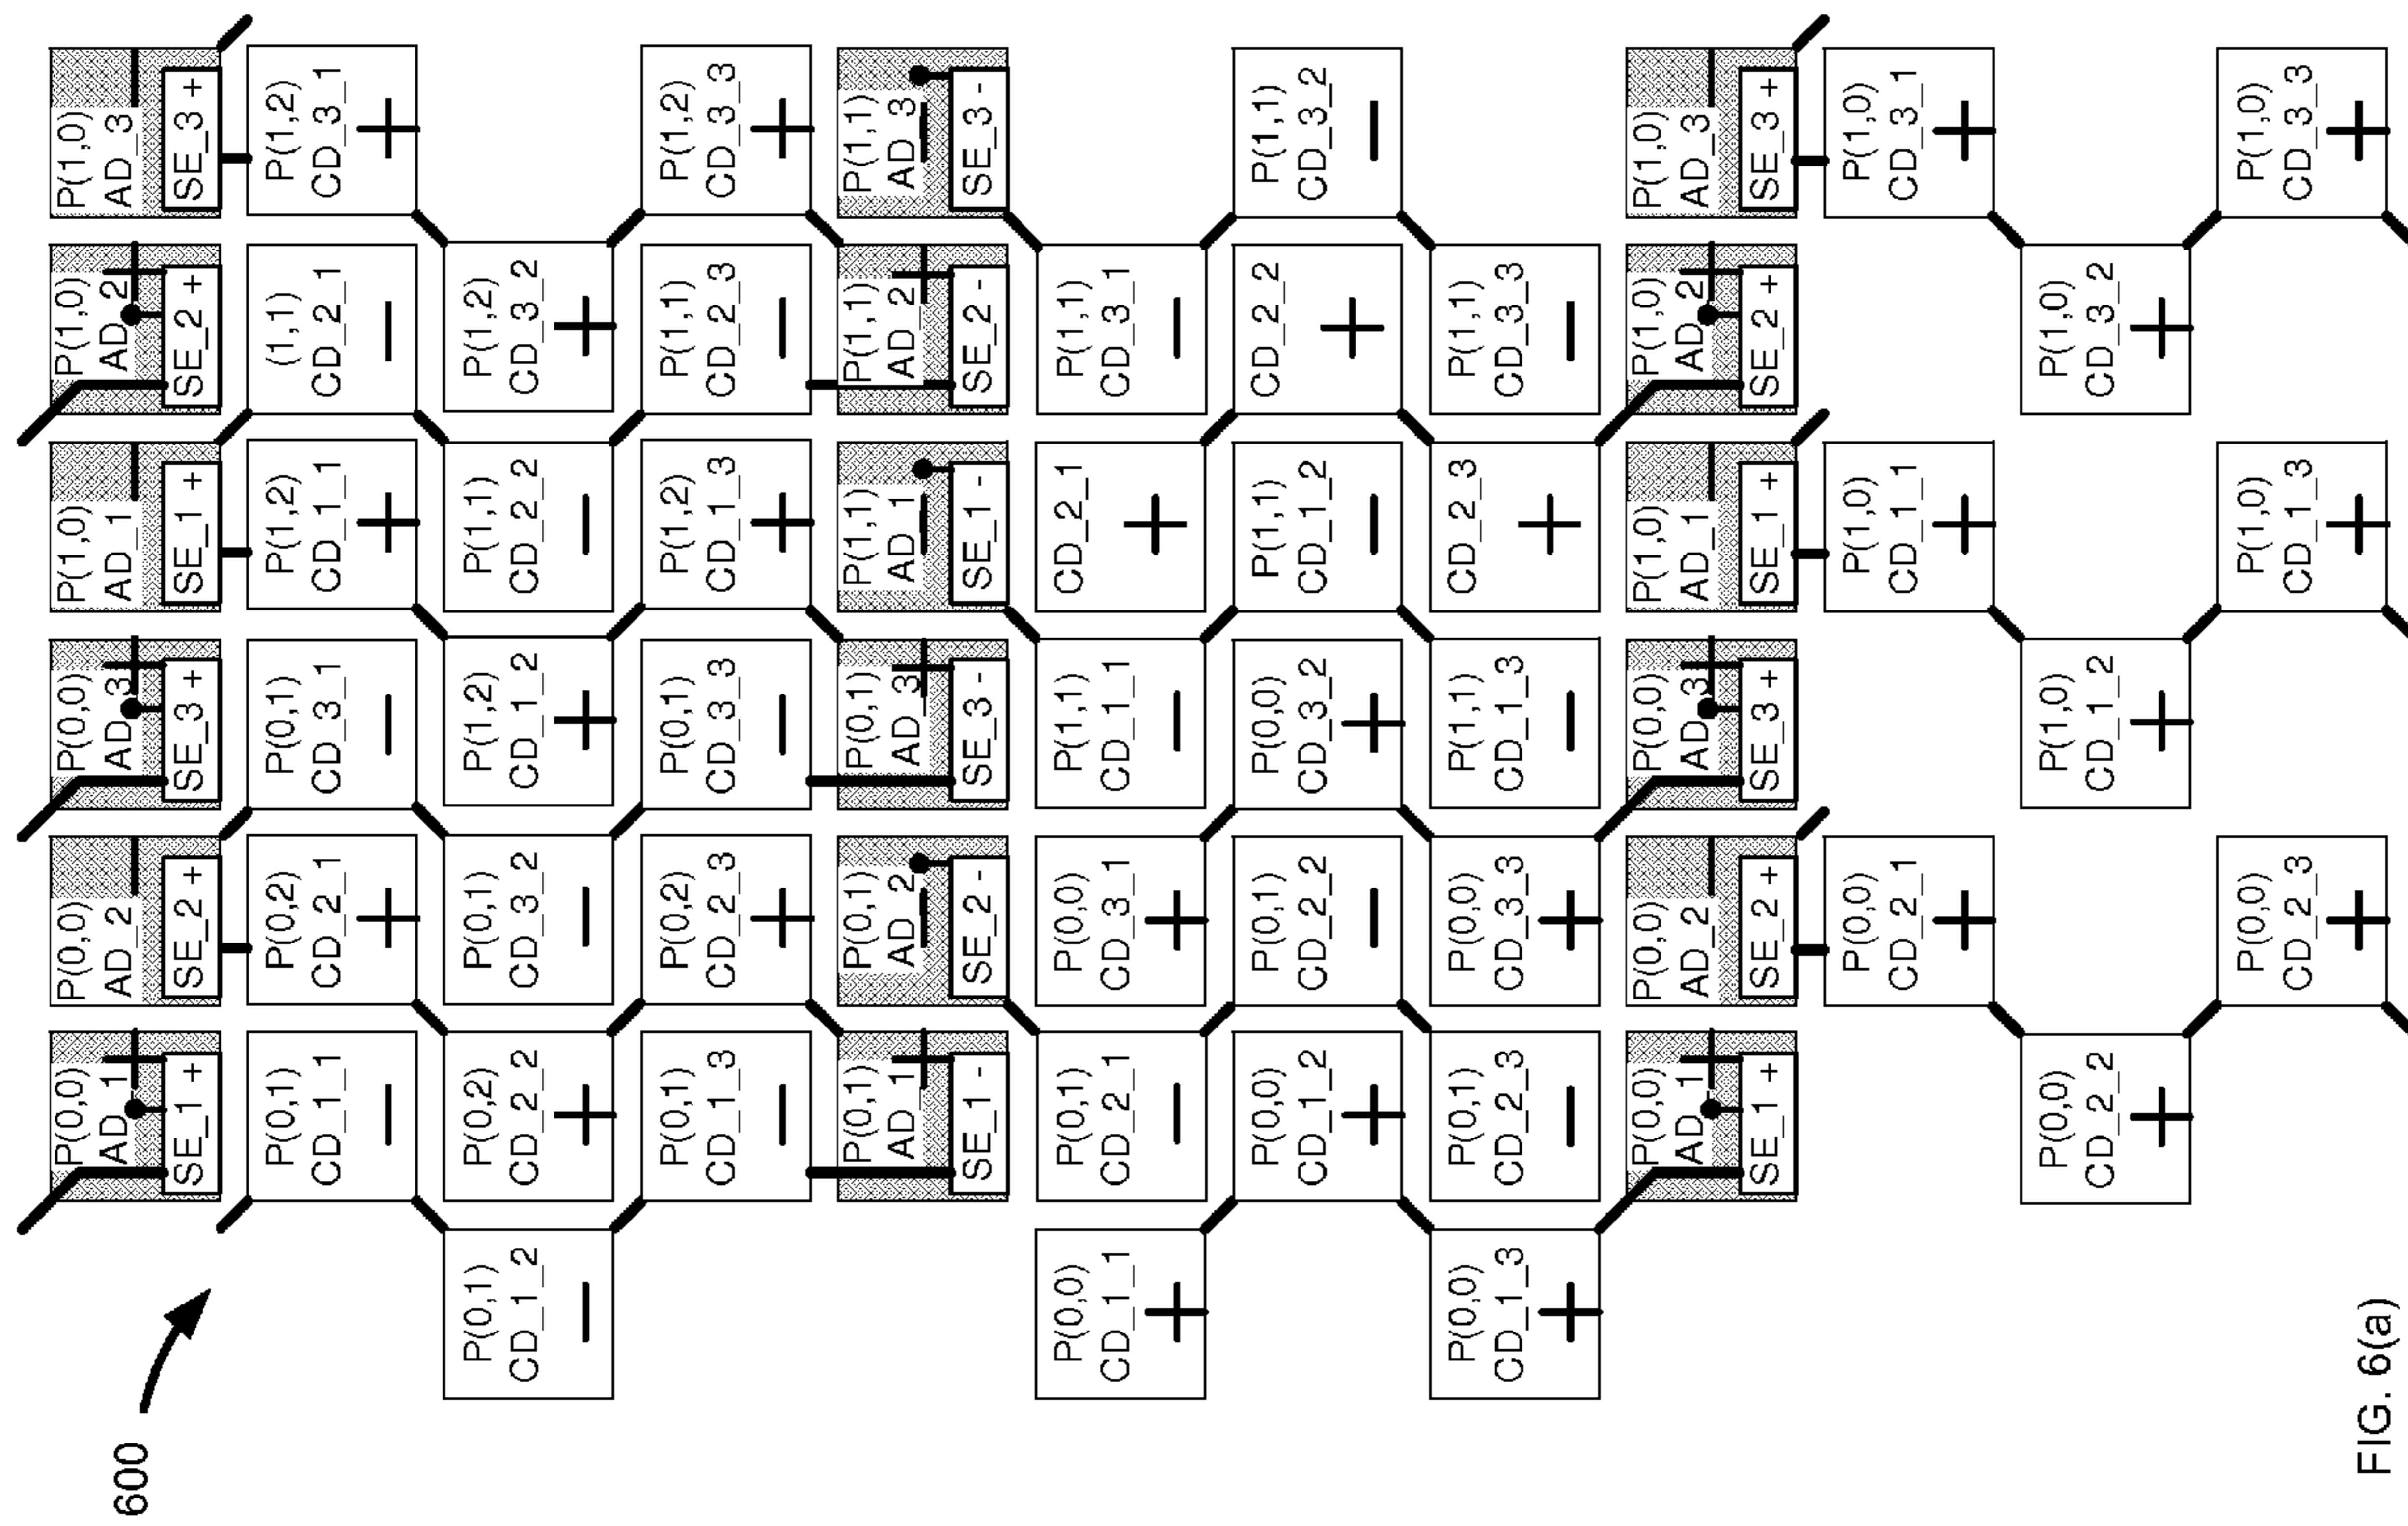 600
P(0,0)
AD_1
+
SE_1 +
P(0,0)
AD_2
−
SE_2 +
P(0,0)
AD_3
+
SE_3 +
P(1,0)
AD_1
−
SE_1 +
P(1,0)
AD_2
+
SE_2 +
P(1,0)
AD_3
−
SE_3 +
P(0,1)
CD_1_1
−
P(0,2)
CD_2_1
+
P(0,1)
CD_3_1
−
P(1,2)
CD_1_1
+
(1,1)
CD_2_1
−
P(1,2)
CD_3_1
+
P(0,1)
CD_1_2
−
P(0,2)
CD_2_2
+
P(0,1)
CD_3_2
−
P(1,2)
CD_1_2
+
P(1,1)
CD_2_2
−
P(1,2)
CD_3_2
+
P(0,1)
CD_1_3
−
P(0,2)
CD_2_3
+
P(0,1)
CD_3_3
−
P(1,2)
CD_1_3
+
P(1,1)
CD_2_3
−
P(1,2)
CD_3_3
+
P(0,1)
AD_1
+
SE_1 -
P(0,1)
AD_2
−
SE_2 -
P(0,1)
AD_3
+
SE_3 -
P(1,1)
AD_1
−
SE_1 -
P(1,1)
AD_2
+
SE_2 -
P(1,1)
AD_3
−
SE_3 -
P(0,0)
CD_1_1
+
P(0,1)
CD_2_1
−
P(0,0)
CD_3_1
+
P(1,1)
CD_1_1
−
CD_2_1
+
P(1,1)
CD_3_1
−
P(0,0)
CD_1_2
+
P(0,1)
CD_2_2
−
P(0,0)
CD_3_2
+
P(1,1)
CD_1_2
−
CD_2_2
+
P(1,1)
CD_3_2
−
P(0,0)
CD_1_3
+
P(0,1)
CD_2_3
−
P(0,0)
CD_3_3
+
P(1,1)
CD_1_3
−
CD_2_3
+
P(1,1)
CD_3_3
−
P(0,0)
AD_1
+
SE_1 +
P(0,0)
AD_2
−
SE_2 +
P(0,0)
AD_3
+
SE_3 +
P(1,0)
AD_1
−
SE_1 +
P(1,0)
AD_2
+
SE_2 +
P(1,0)
AD_3
−
SE_3 +
P(0,0)
CD_2_1
+
P(1,0)
CD_1_1
+
P(1,0)
CD_3_1
+
P(0,0)
CD_2_2
+
P(1,0)
CD_1_2
+
P(1,0)
CD_3_2
+
P(0,0)
CD_2_3
+
P(1,0)
CD_1_3
+
P(1,0)
CD_3_3
+
FIG. 6(a)